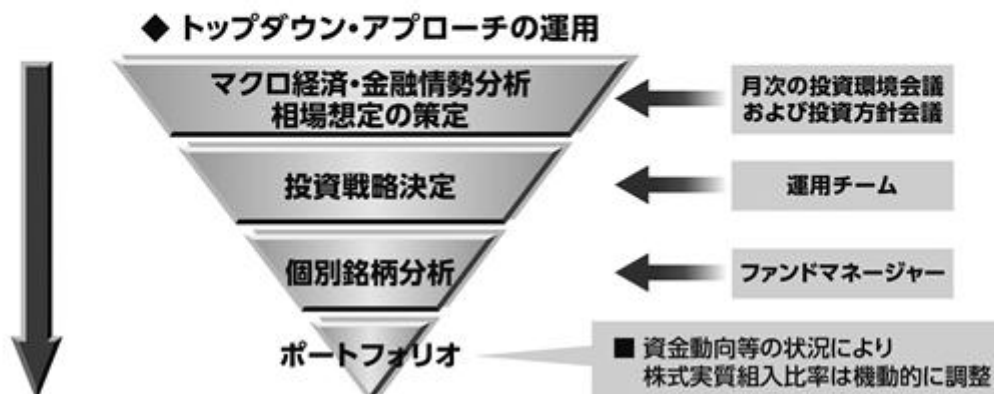 ◆ トップダウン・アプローチの運用
マクロ経済・金融情勢分析
相場想定の策定
月次の投資環境会議
および投資方針会議
投資戦略決定
運用チーム
個別銘柄分析
ファンドマネージャー
ポートフォリオ
■ 資金動向等の状況により
株式実質組入比率は機動的に調整